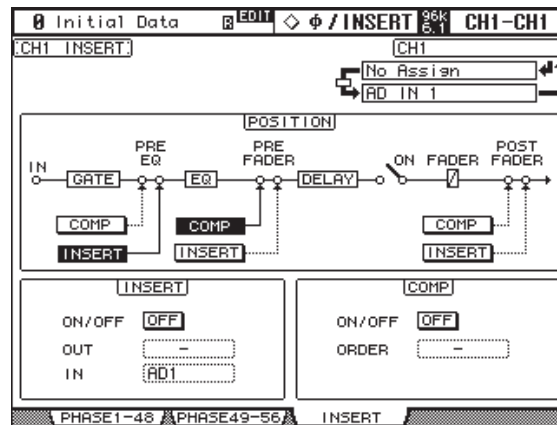 0 Initial Data R EDIT ◇ φ/INSERT 96k 5.1 CH1-CH1
CH1 INSERT CH1
No Assign
AD IN 1
POSITION
PRE EQ PRE FADER POST FADER
IN GATE EQ DELAY ON FADER
COMP COMP COMP
INSERT INSERT INSERT
INSERT COMP
ON/OFF OFF ON/OFF OFF
OUT - ORDER -
IN AD1
PHASE1-48 PHASE49-56 INSERT